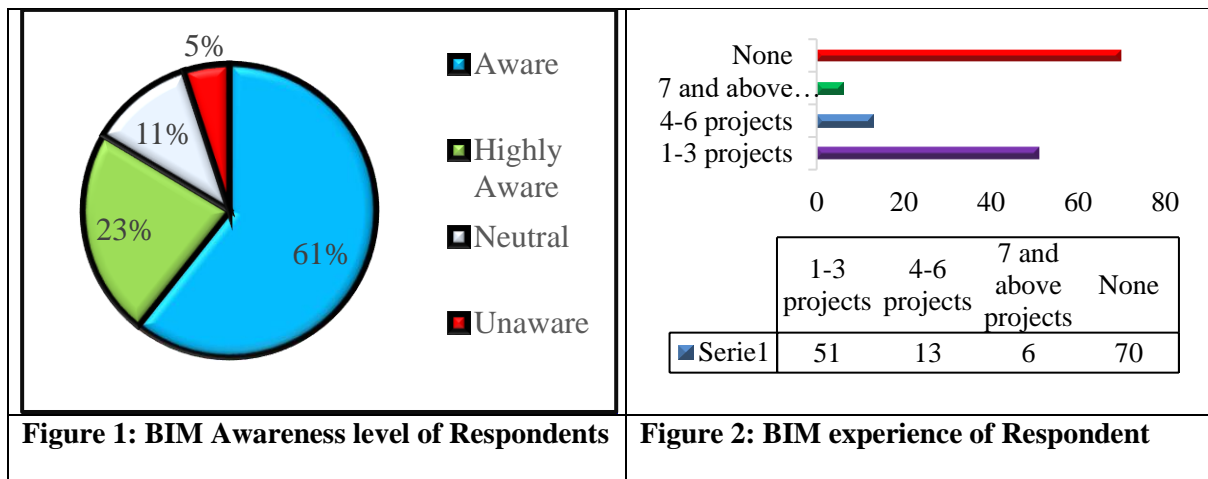 5%
11%
23%
61%
Aware
Highly
Aware
Neutral
Unaware
Figure 1: BIM Awareness level of Respondents
None
7 and above…
4-6 projects
1-3 projects
0 20 40 60 80
1-3
projects
4-6
projects
7 and
above
projects
None
Serie1 51 13 6 70
Figure 2: BIM experience of Respondent